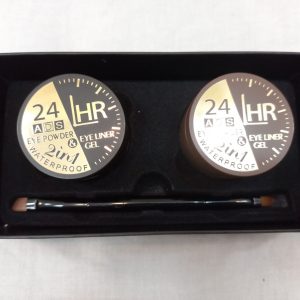 24 HR
ADS
EYE POWDER & EYE LINER GEL
2in1
WATERPROOF
24 HR
ADS
EYE POWDER & EYE LINER GEL
2in1
WATERPROOF